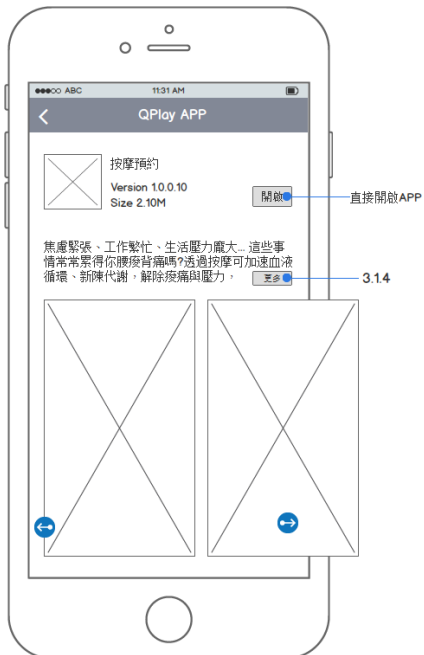 ABC
11:31 AM
QPlay APP
按摩預約
Version 1.0.0.10
Size 2.10M
開啟
直接開啟APP
焦慮緊張、工作繁忙、生活壓力龐大... 這些事
情常常累得你腰痠背痛嗎?透過按摩可加速血液
循環、新陳代謝，解除痠痛與壓力，
更多
3.1.4